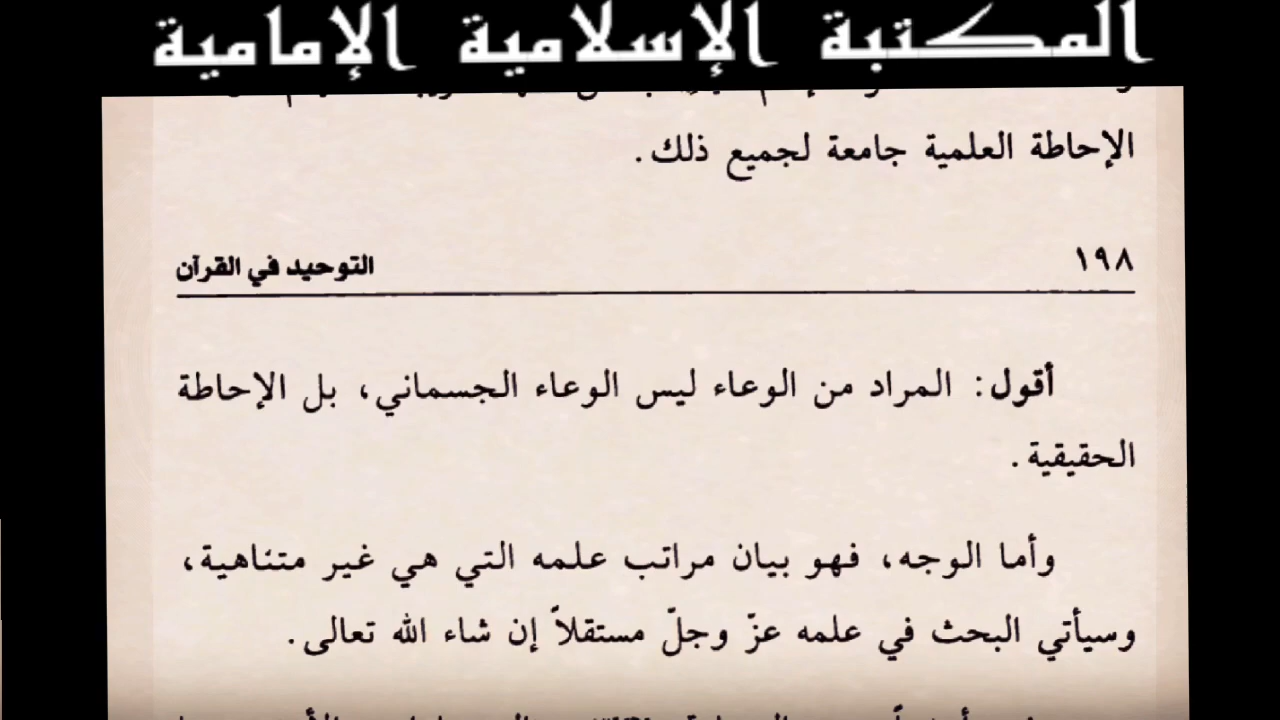 المكتبة الإسلامية الإمامية
الإحاطة العلمية جامعة لجميع ذلك.
١٩٨
التوحيد في القرآن
أقول: المراد من الوعاء ليس الوعاء الجسماني، بل الإحاطة
الحقيقية.
وأما الوجه، فهو بيان مراتب علمه التي هي غير متناهية،
وسيأتي البحث في علمه عزّ وجلّ مستقلاً إن شاء الله تعالى.